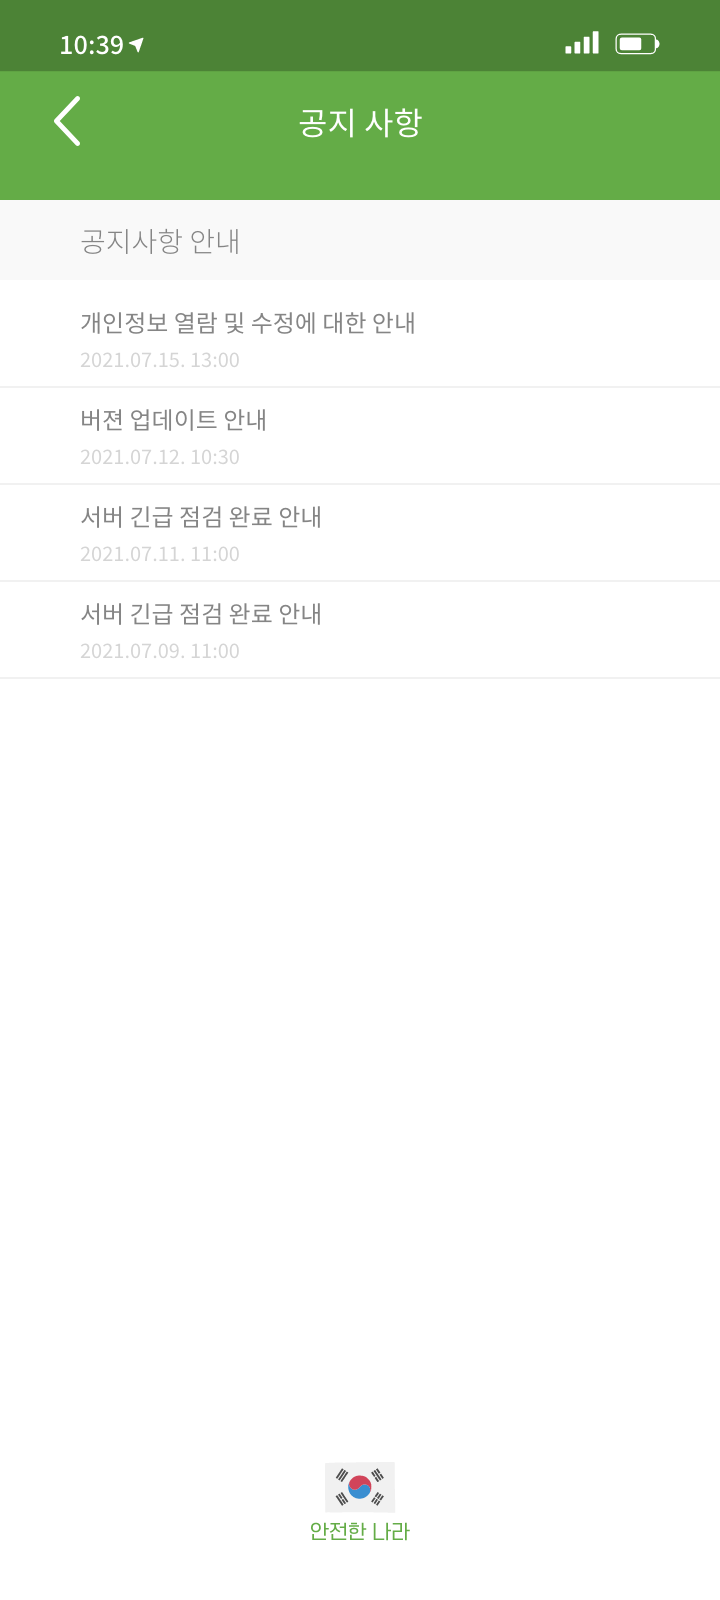 10:39
공지 사항
공지사항 안내
개인정보 열람 및 수정에 대한 안내
2021.07.15. 13:00
버젼 업데이트 안내
2021.07.12. 10:30
서버 긴급 점검 완료 안내
2021.07.11. 11:00
서버 긴급 점검 완료 안내
2021.07.09. 11:00
안전한 나라